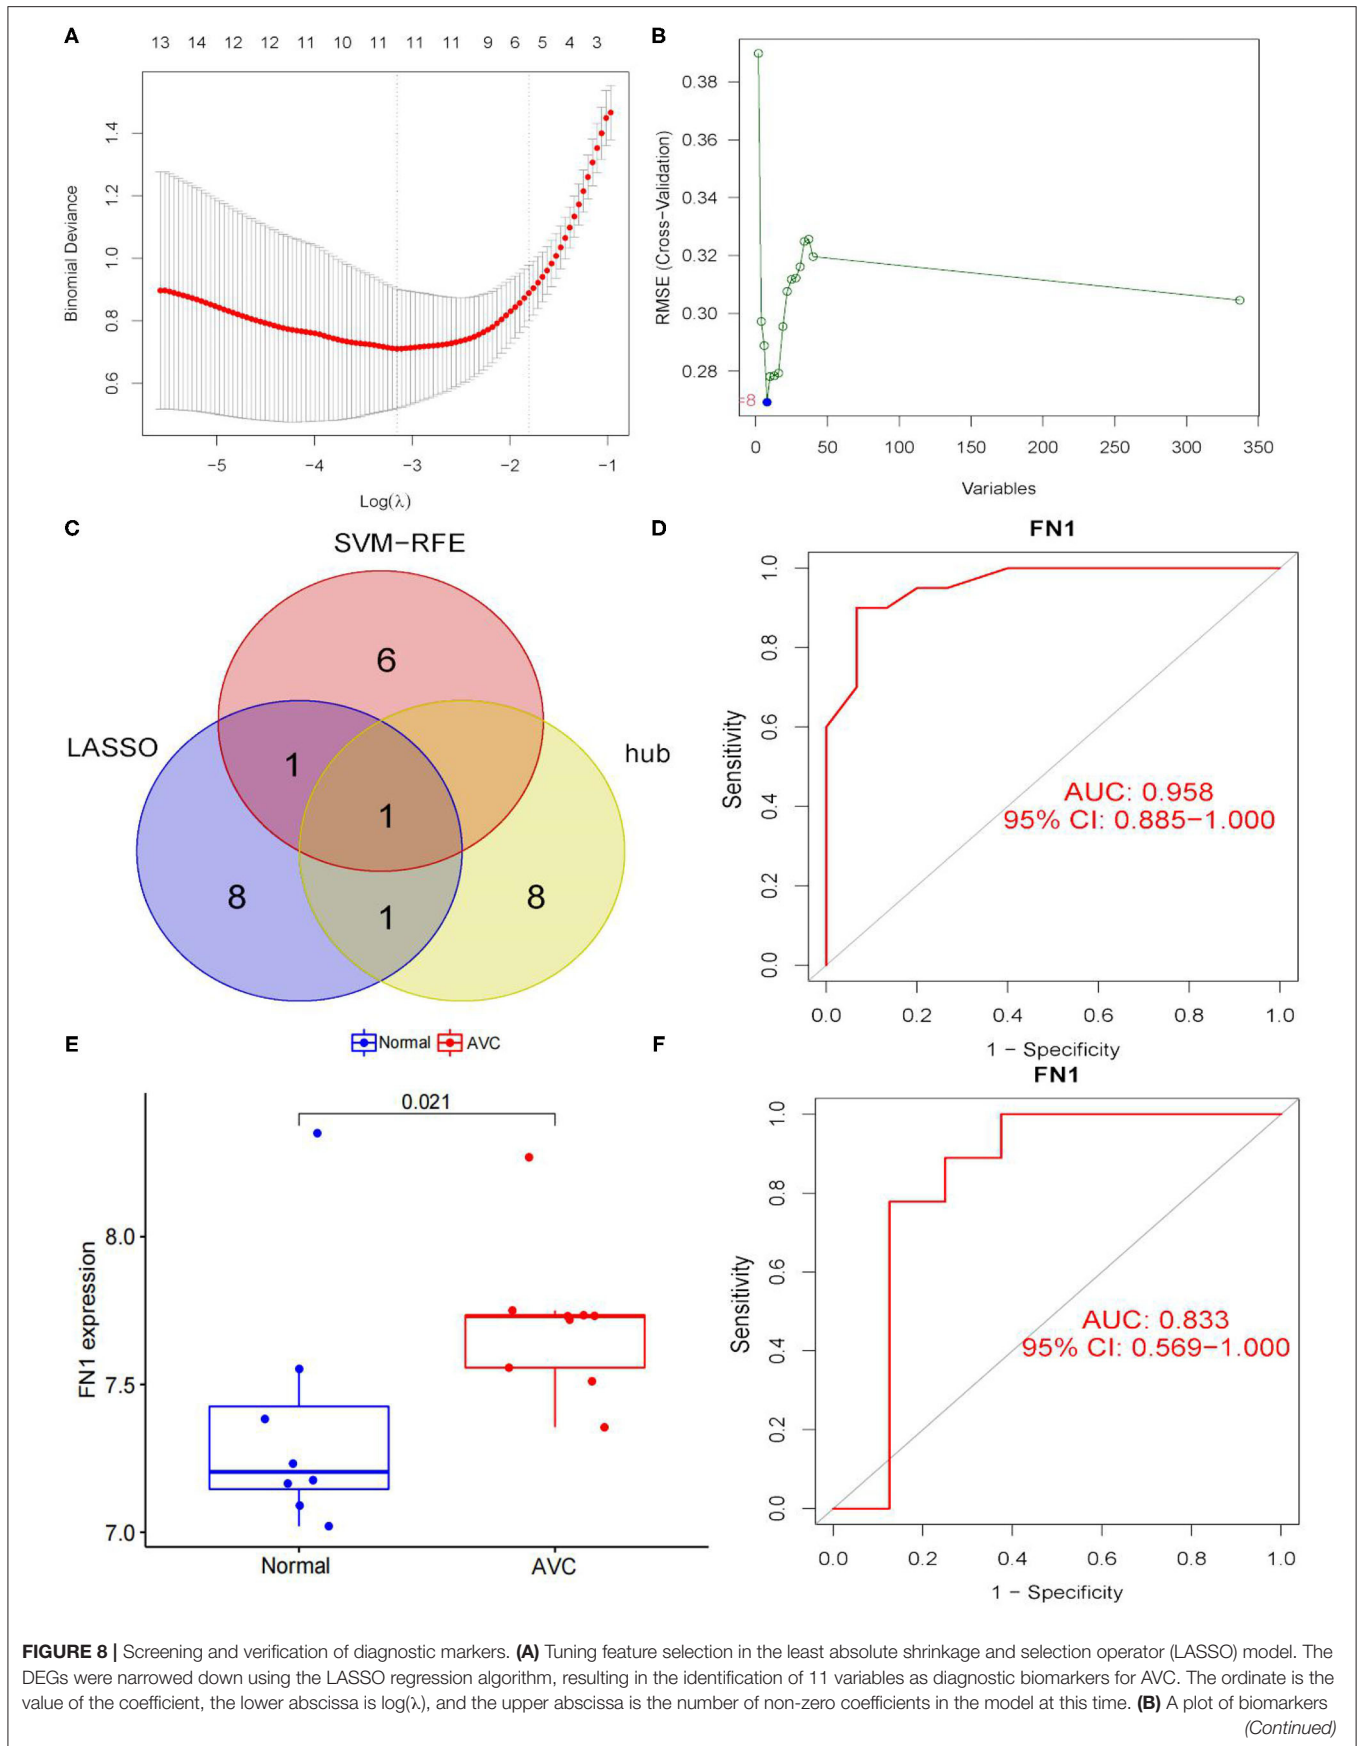 A
13 14 12 12 11 10 11 11 11 9 6 5 4 3
Binomial Deviance
1.4
1.2
1.0
0.8
0.6
−5 −4 −3 −2 −1
Log(λ)
B
RMSE (Cross−Validation)
0.38
0.36
0.34
0.32
0.30
0.28
=8
0 50 100 150 200 250 300 350
Variables
C
SVM−RFE
6
LASSO
hub
1
1
8
8
1
D
FN1
Sensitivity
1.0
0.8
0.6
0.4
0.2
0.0
AUC: 0.958
95% CI: 0.885−1.000
0.0 0.2 0.4 0.6 0.8 1.0
1 − Specificity
E
Normal AVC
0.021
FN1 expression
8.0
7.5
7.0
Normal AVC
F
FN1
Sensitivity
1.0
0.8
0.6
0.4
0.2
0.0
AUC: 0.833
95% CI: 0.569−1.000
0.0 0.2 0.4 0.6 0.8 1.0
1 − Specificity
FIGURE 8 | Screening and verification of diagnostic markers. (A) Tuning feature selection in the least absolute shrinkage and selection operator (LASSO) model. The
DEGs were narrowed down using the LASSO regression algorithm, resulting in the identification of 11 variables as diagnostic biomarkers for AVC. The ordinate is the
value of the coefficient, the lower abscissa is log(λ), and the upper abscissa is the number of non-zero coefficients in the model at this time. (B) A plot of biomarkers
(Continued)